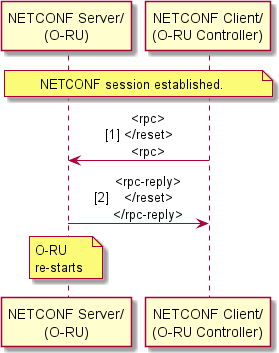 NETCONF Server/
(O-RU)
NETCONF Client/
(O-RU Controller)
NETCONF session established.
<rpc>
[1] </reset>
<rpc>
<rpc-reply>
[2] </reset>
</rpc-reply>
O-RU
re-starts
NETCONF Server/
(O-RU)
NETCONF Client/
(O-RU Controller)